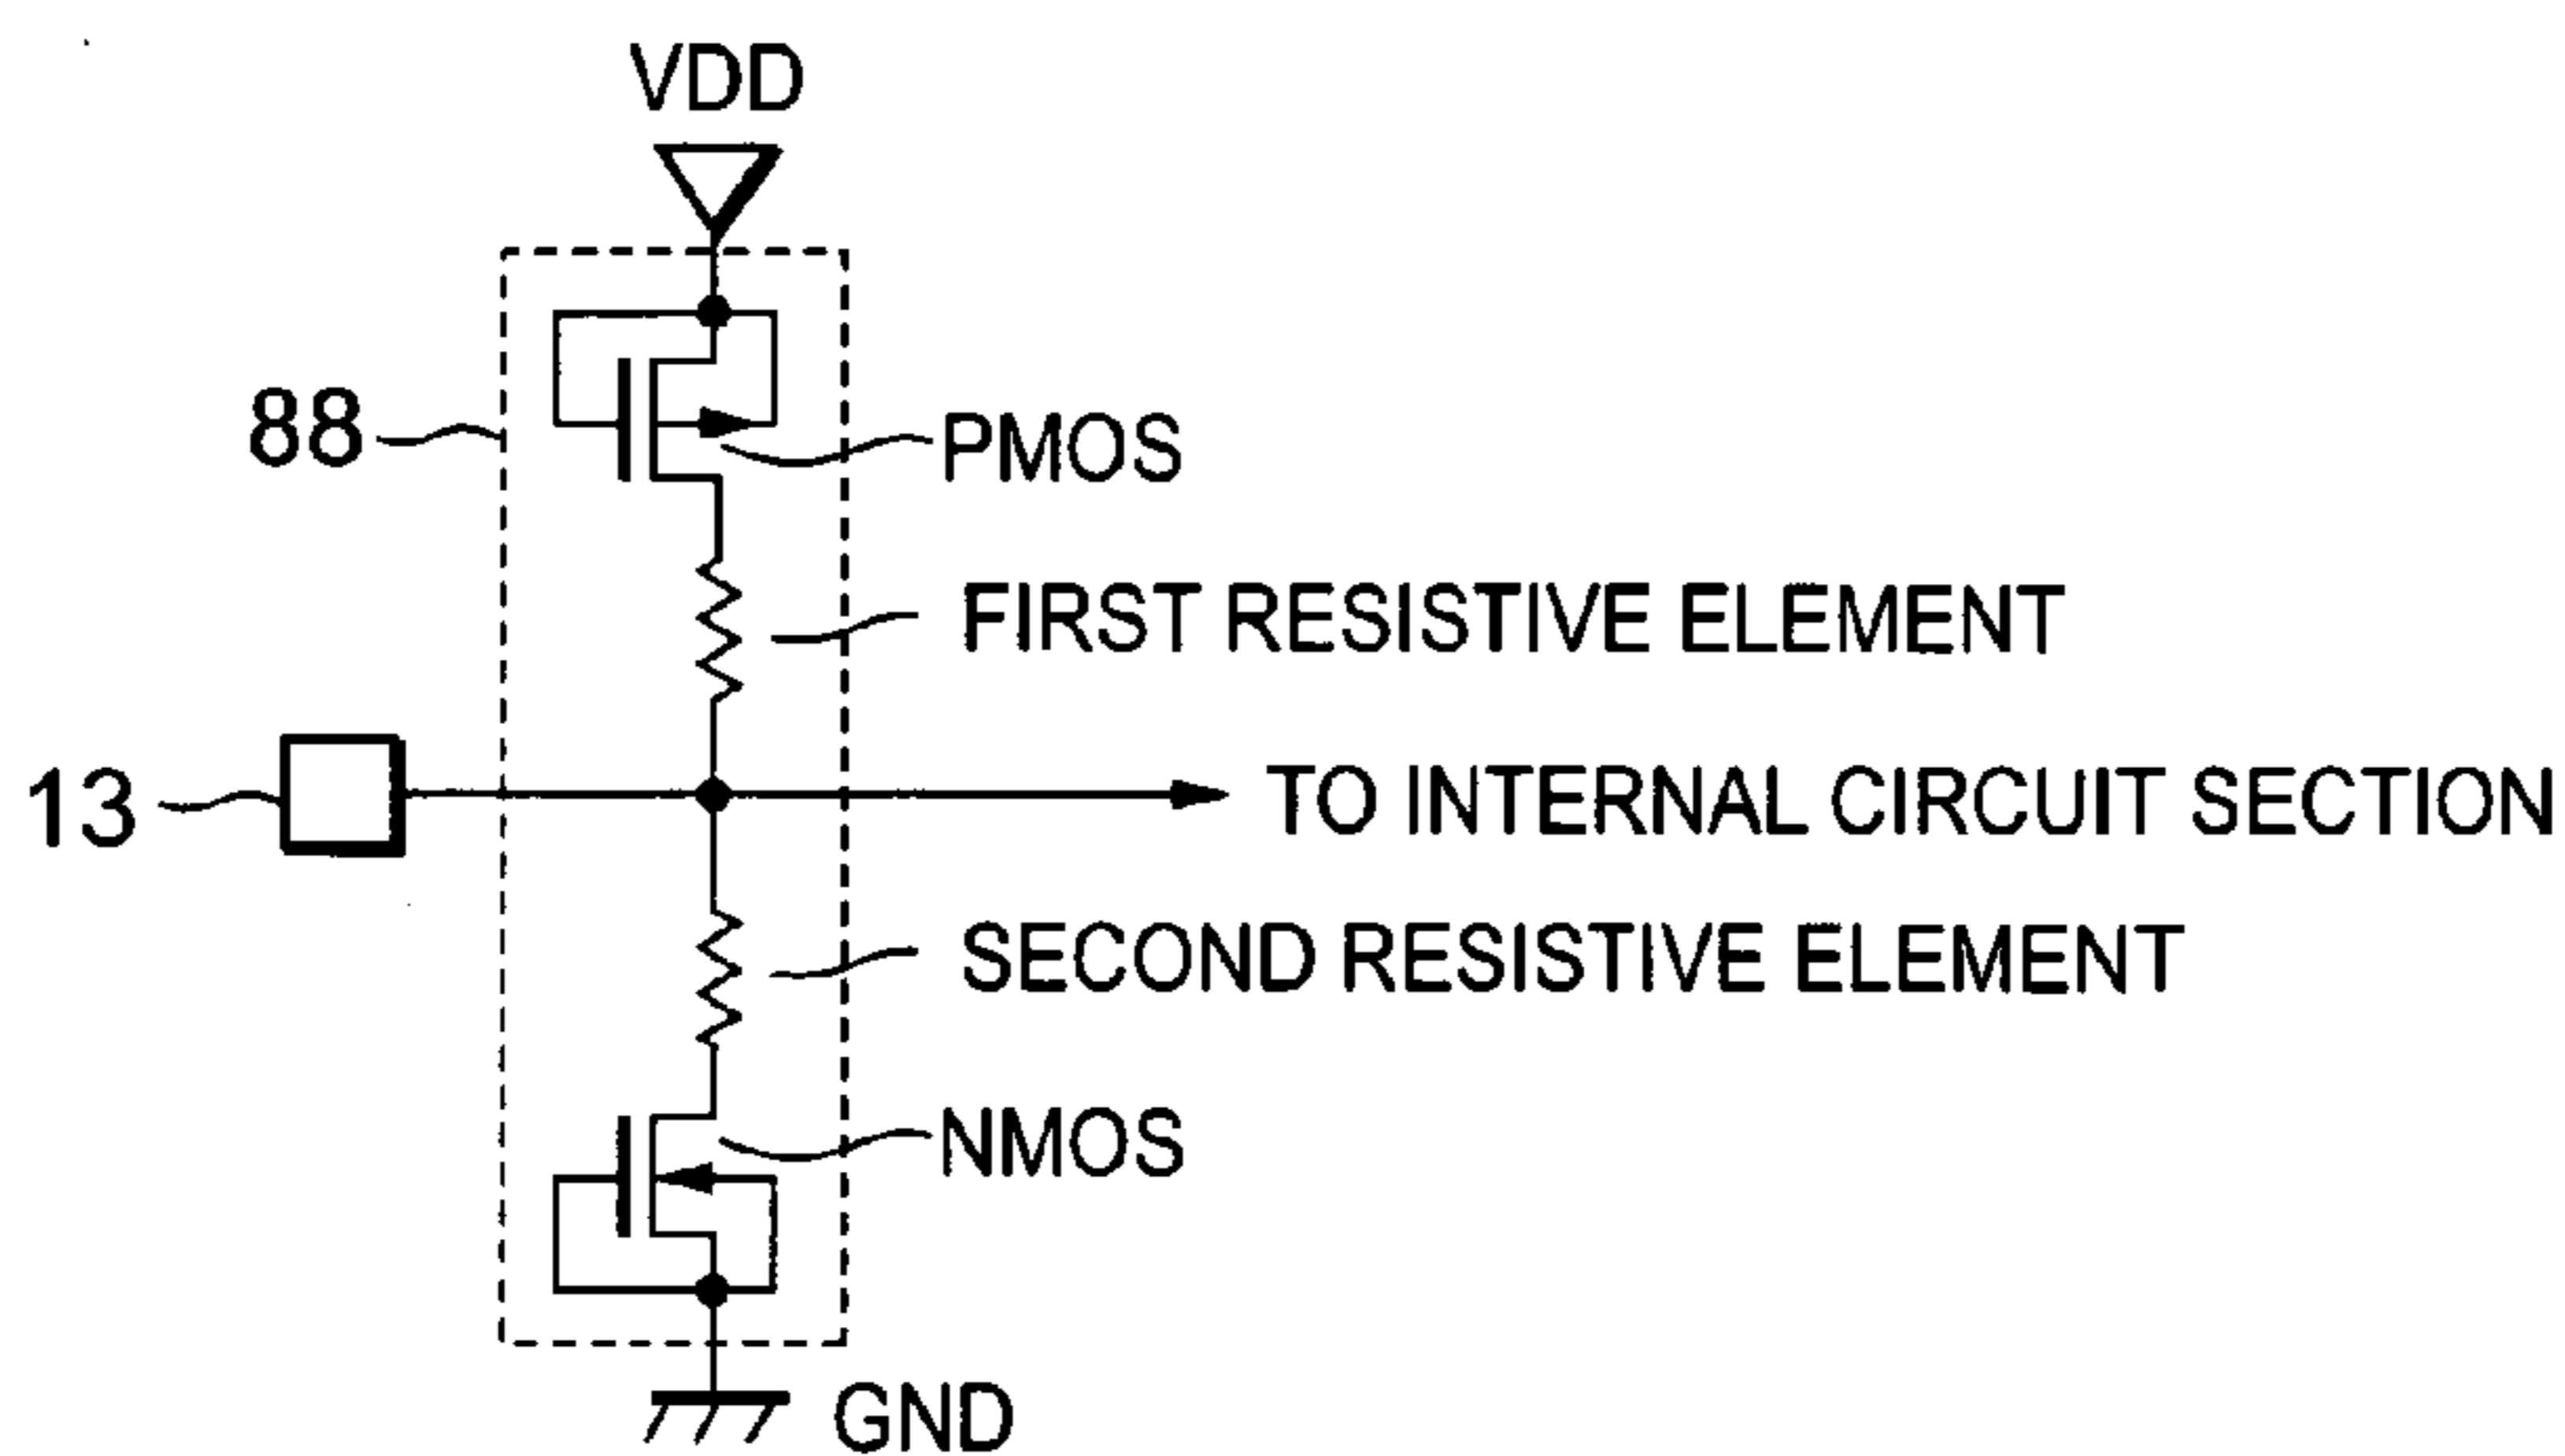 VDD
88
PMOS
FIRST RESISTIVE ELEMENT
13
TO INTERNAL CIRCUIT SECTION
SECOND RESISTIVE ELEMENT
NMOS
GND